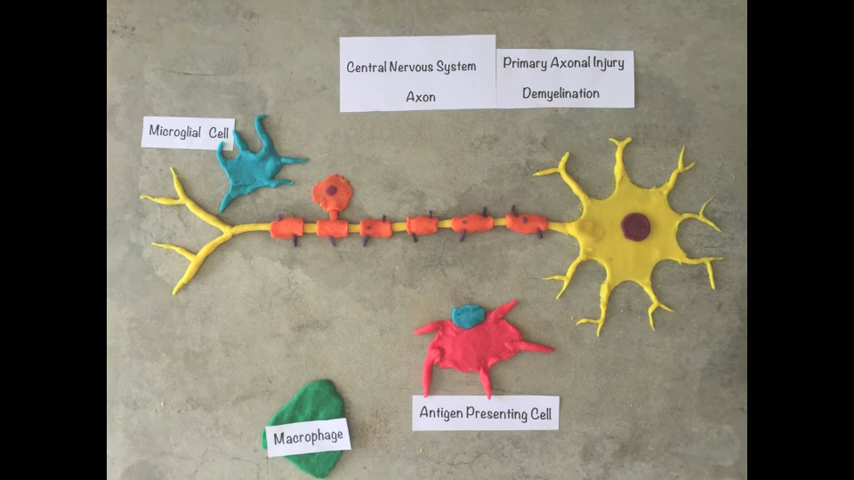 Central Nervous System
Axon
Primary Axonal Injury
Demyelination
Microglial Cell
Antigen Presenting Cell
Macrophage